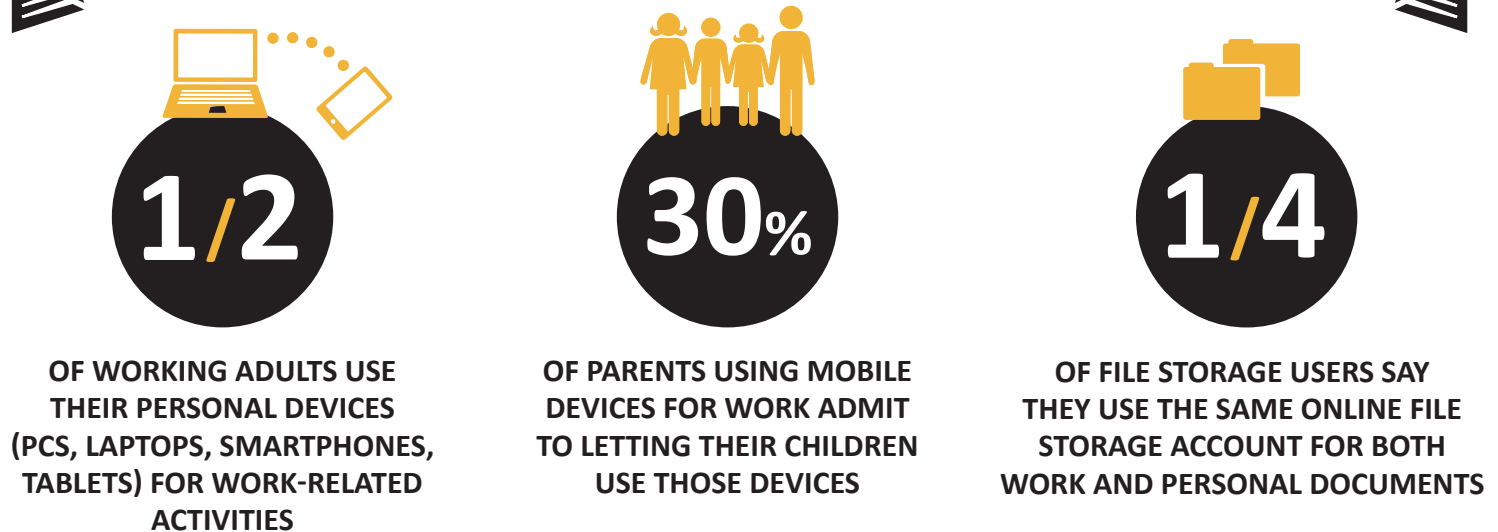 1/2
OF WORKING ADULTS USE
THEIR PERSONAL DEVICES
(PCS, LAPTOPS, SMARTPHONES,
TABLETS) FOR WORK-RELATED
ACTIVITIES
30%
OF PARENTS USING MOBILE
DEVICES FOR WORK ADMIT
TO LETTING THEIR CHILDREN
USE THOSE DEVICES
1/4
OF FILE STORAGE USERS SAY
THEY USE THE SAME ONLINE FILE
STORAGE ACCOUNT FOR BOTH
WORK AND PERSONAL DOCUMENTS